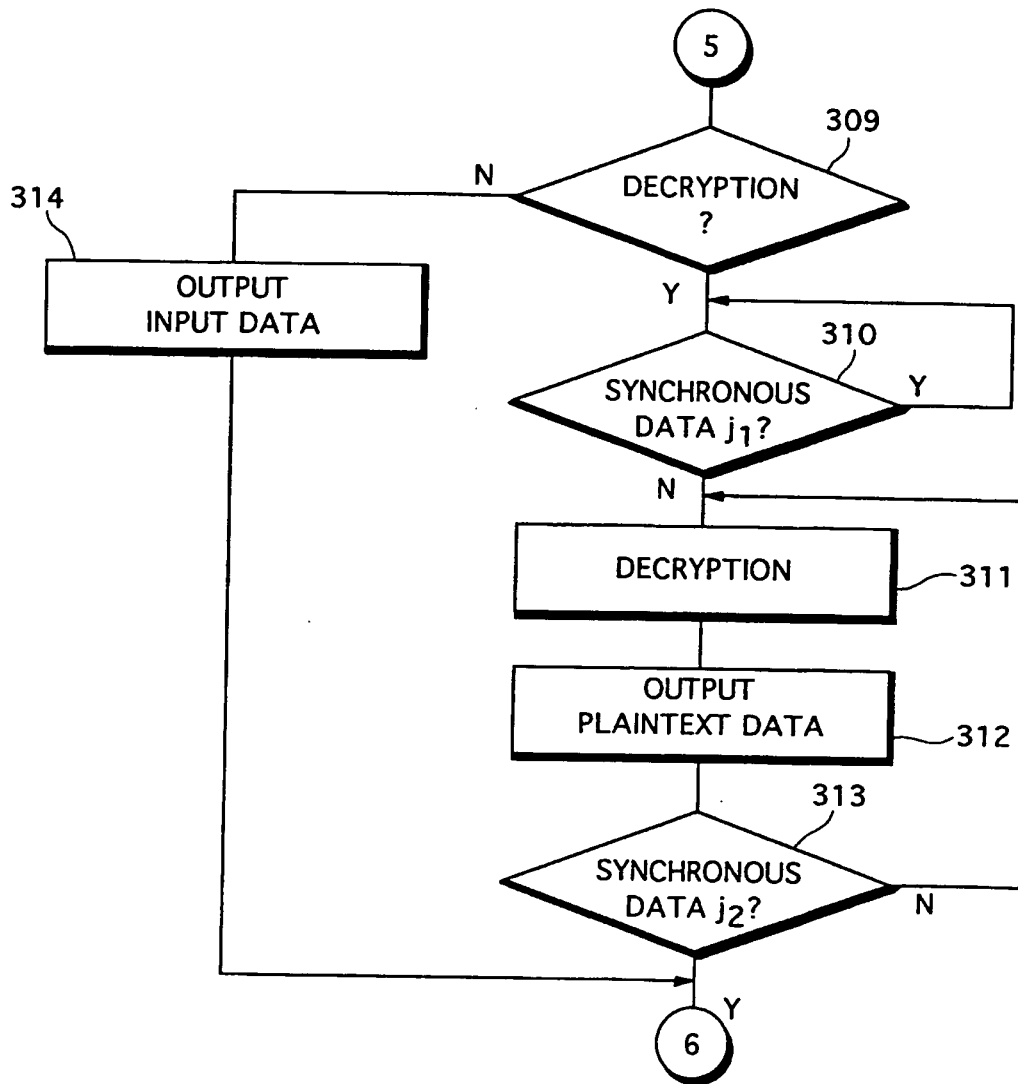 5
309
DECRYPTION
?
N
314
OUTPUT
INPUT DATA
Y
310
SYNCHRONOUS
DATA j1?
Y
N
DECRYPTION
311
OUTPUT
PLAINTEXT DATA
312
313
SYNCHRONOUS
DATA j2?
N
Y
6